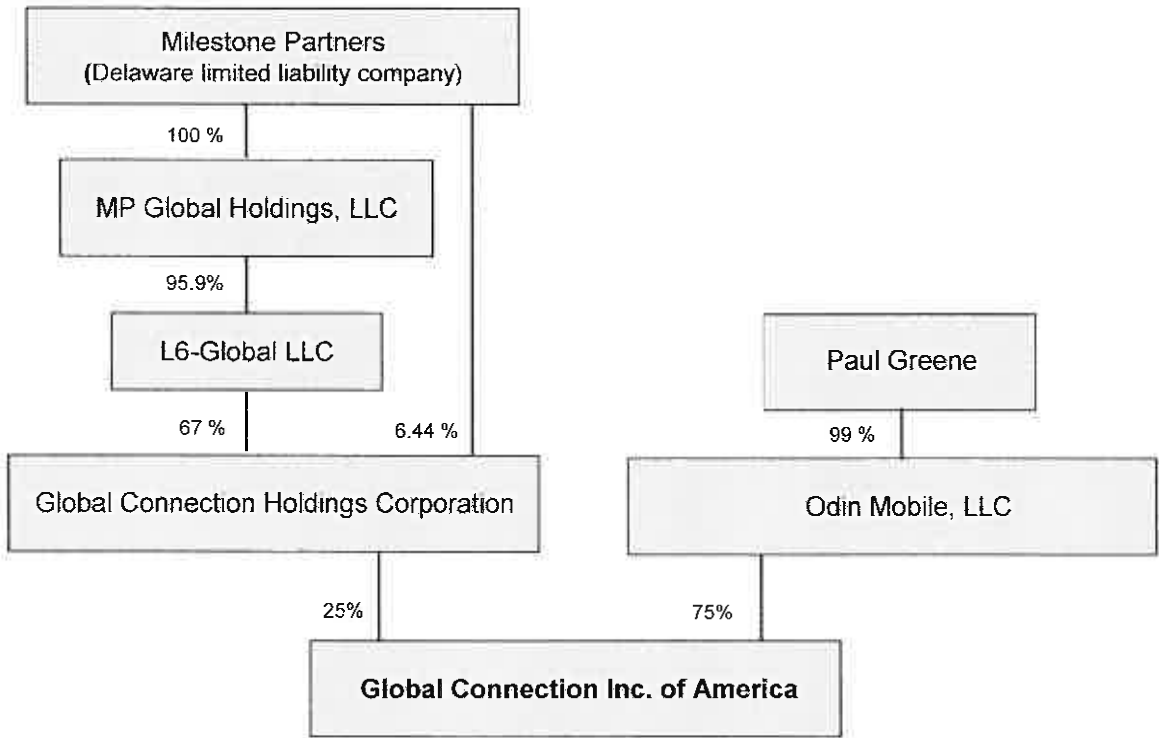 Milestone Partners
(Delaware limited liability company)
100 %
MP Global Holdings, LLC
95.9%
L6-Global LLC
67 %
6.44 %
Global Connection Holdings Corporation
Paul Greene
99 %
Odin Mobile, LLC
25%
75%
Global Connection Inc. of America